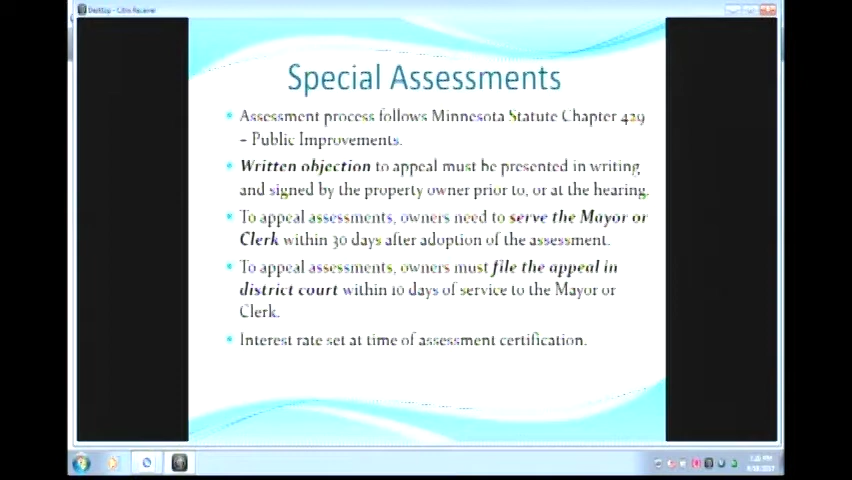 Desktop - Citrix Receiver
Special Assessments
Assessment process follows Minnesota Statute Chapter 429
– Public Improvements.
Written objection to appeal must be presented in writing
and signed by the property owner prior to, or at the hearing.
To appeal assessments, owners need to serve the Mayor or
Clerk within 30 days after adoption of the assessment.
To appeal assessments, owners must file the appeal in
district court within 10 days of service to the Mayor or
Clerk.
Interest rate set at time of assessment certification.